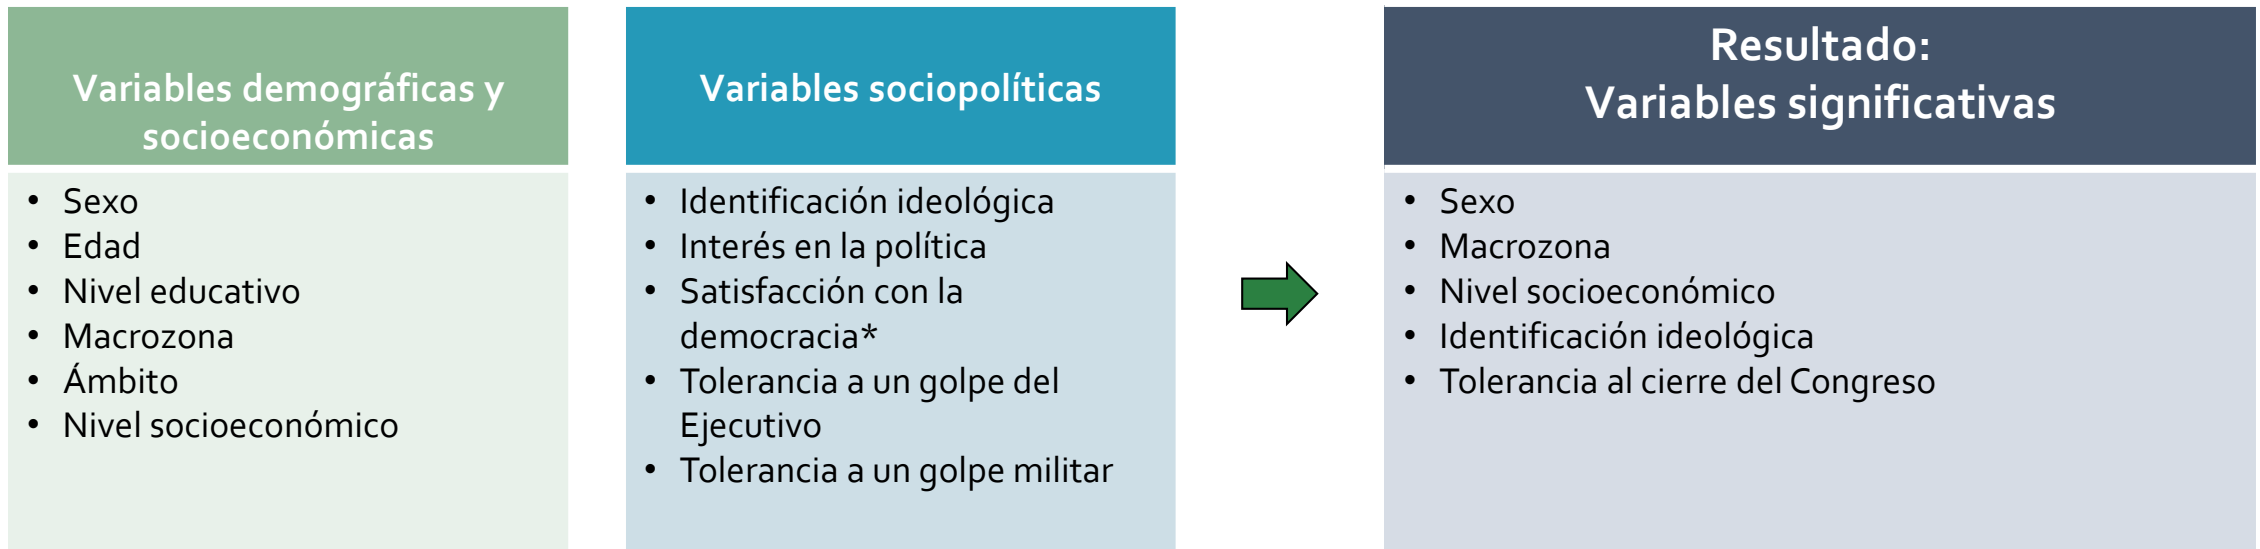 Variables demográficas y
socioeconómicas
• Sexo
• Edad
• Nivel educativo
• Macrozona
• Ámbito
• Nivel socioeconómico
Variables sociopolíticas
• Identificación ideológica
• Interés en la política
• Satisfacción con la
democracia*
• Tolerancia a un golpe del
Ejecutivo
• Tolerancia a un golpe militar
Resultado:
Variables significativas
• Sexo
• Macrozona
• Nivel socioeconómico
• Identificación ideológica
• Tolerancia al cierre del Congreso